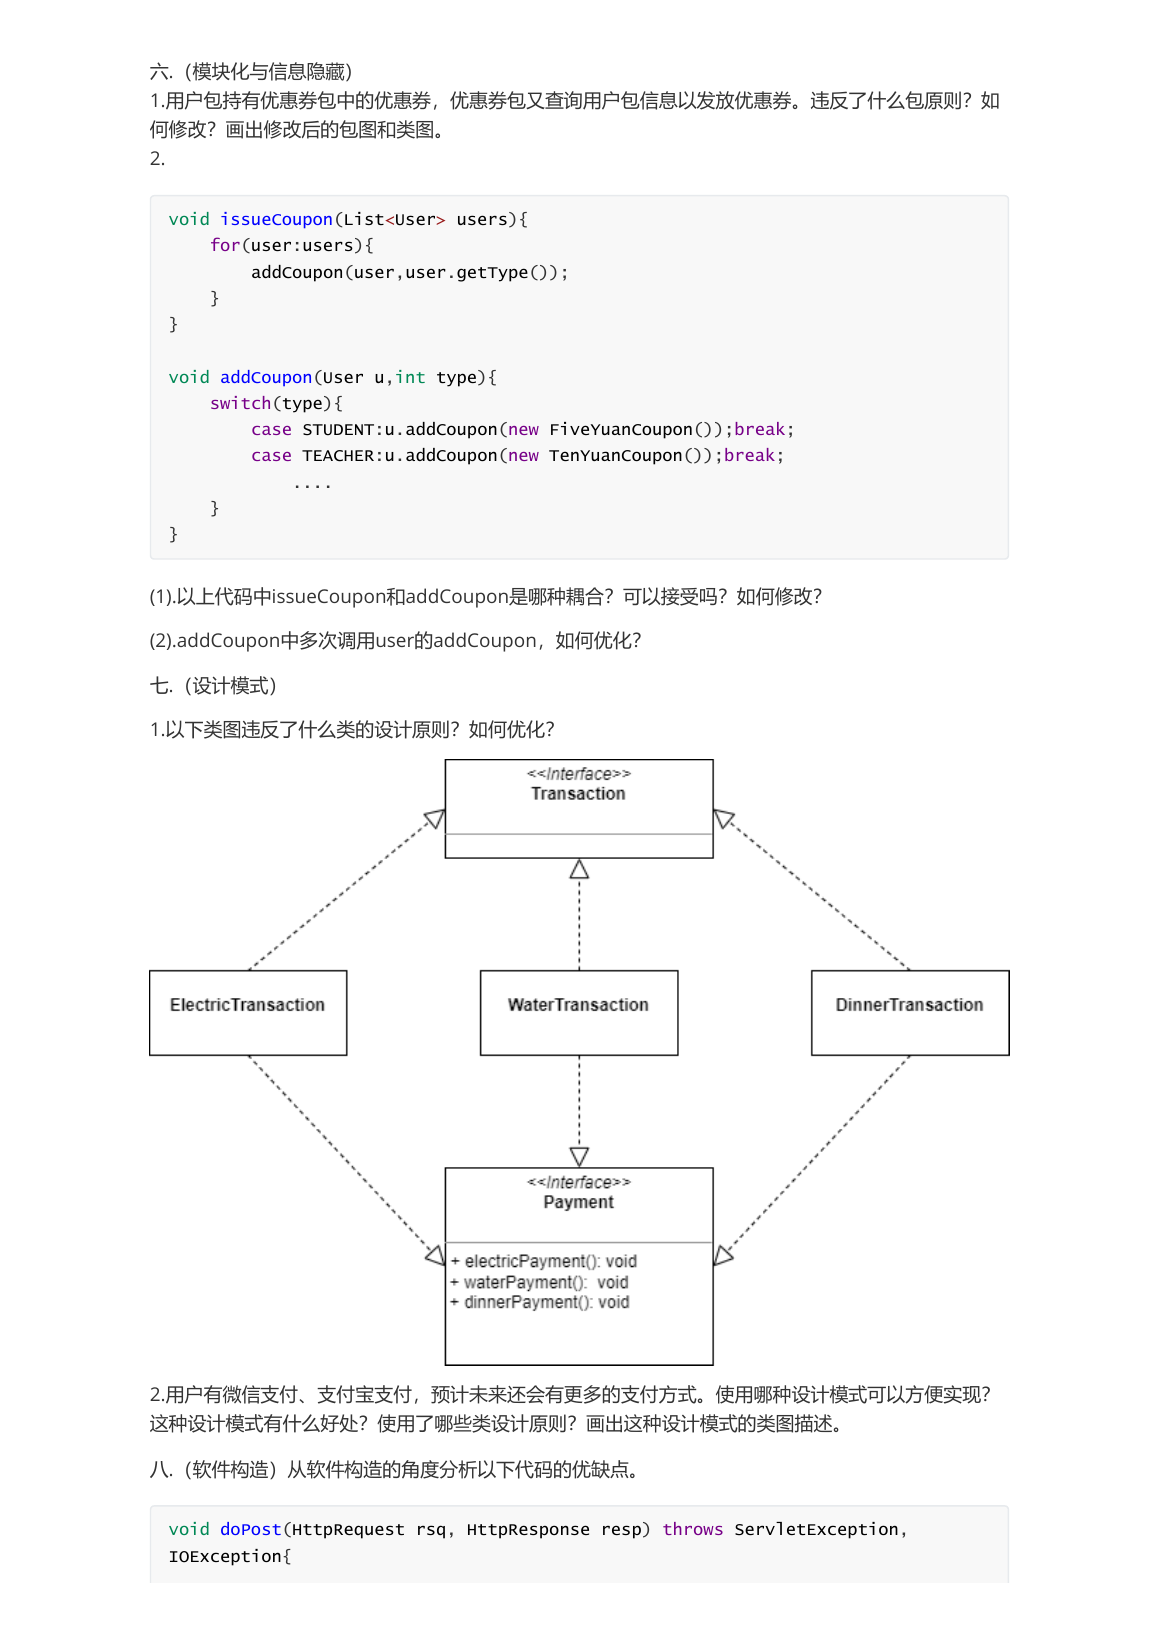 六.（模块化与信息隐藏）
1.用户包持有优惠券包中的优惠券，优惠券包又查询用户包信息以发放优惠券。违反了什么包原则？如
何修改？画出修改后的包图和类图。
2.
void issueCoupon(List<User> users){
    for(user:users){
        addCoupon(user,user.getType());
    }
}
void addCoupon(User u,int type){
    switch(type){
        case STUDENT:u.addCoupon(new FiveYuanCoupon());break;
        case TEACHER:u.addCoupon(new TenYuanCoupon());break;
            ....
    }
}
(1).以上代码中issueCoupon和addCoupon是哪种耦合？可以接受吗？如何修改？
(2).addCoupon中多次调用user的addCoupon，如何优化？
七.（设计模式）
1.以下类图违反了什么类的设计原则？如何优化？
<<Interface>>
Transaction
ElectricTransaction
WaterTransaction
DinnerTransaction
<<Interface>>
Payment
+ electricPayment(): void
+ waterPayment(): void
+ dinnerPayment(): void
2.用户有微信支付、支付宝支付，预计未来还会有更多的支付方式。使用哪种设计模式可以方便实现？
这种设计模式有什么好处？使用了哪些类设计原则？画出这种设计模式的类图描述。
八.（软件构造）从软件构造的角度分析以下代码的优缺点。
void doPost(HttpRequest rsq, HttpResponse resp) throws ServletException,
IOException{